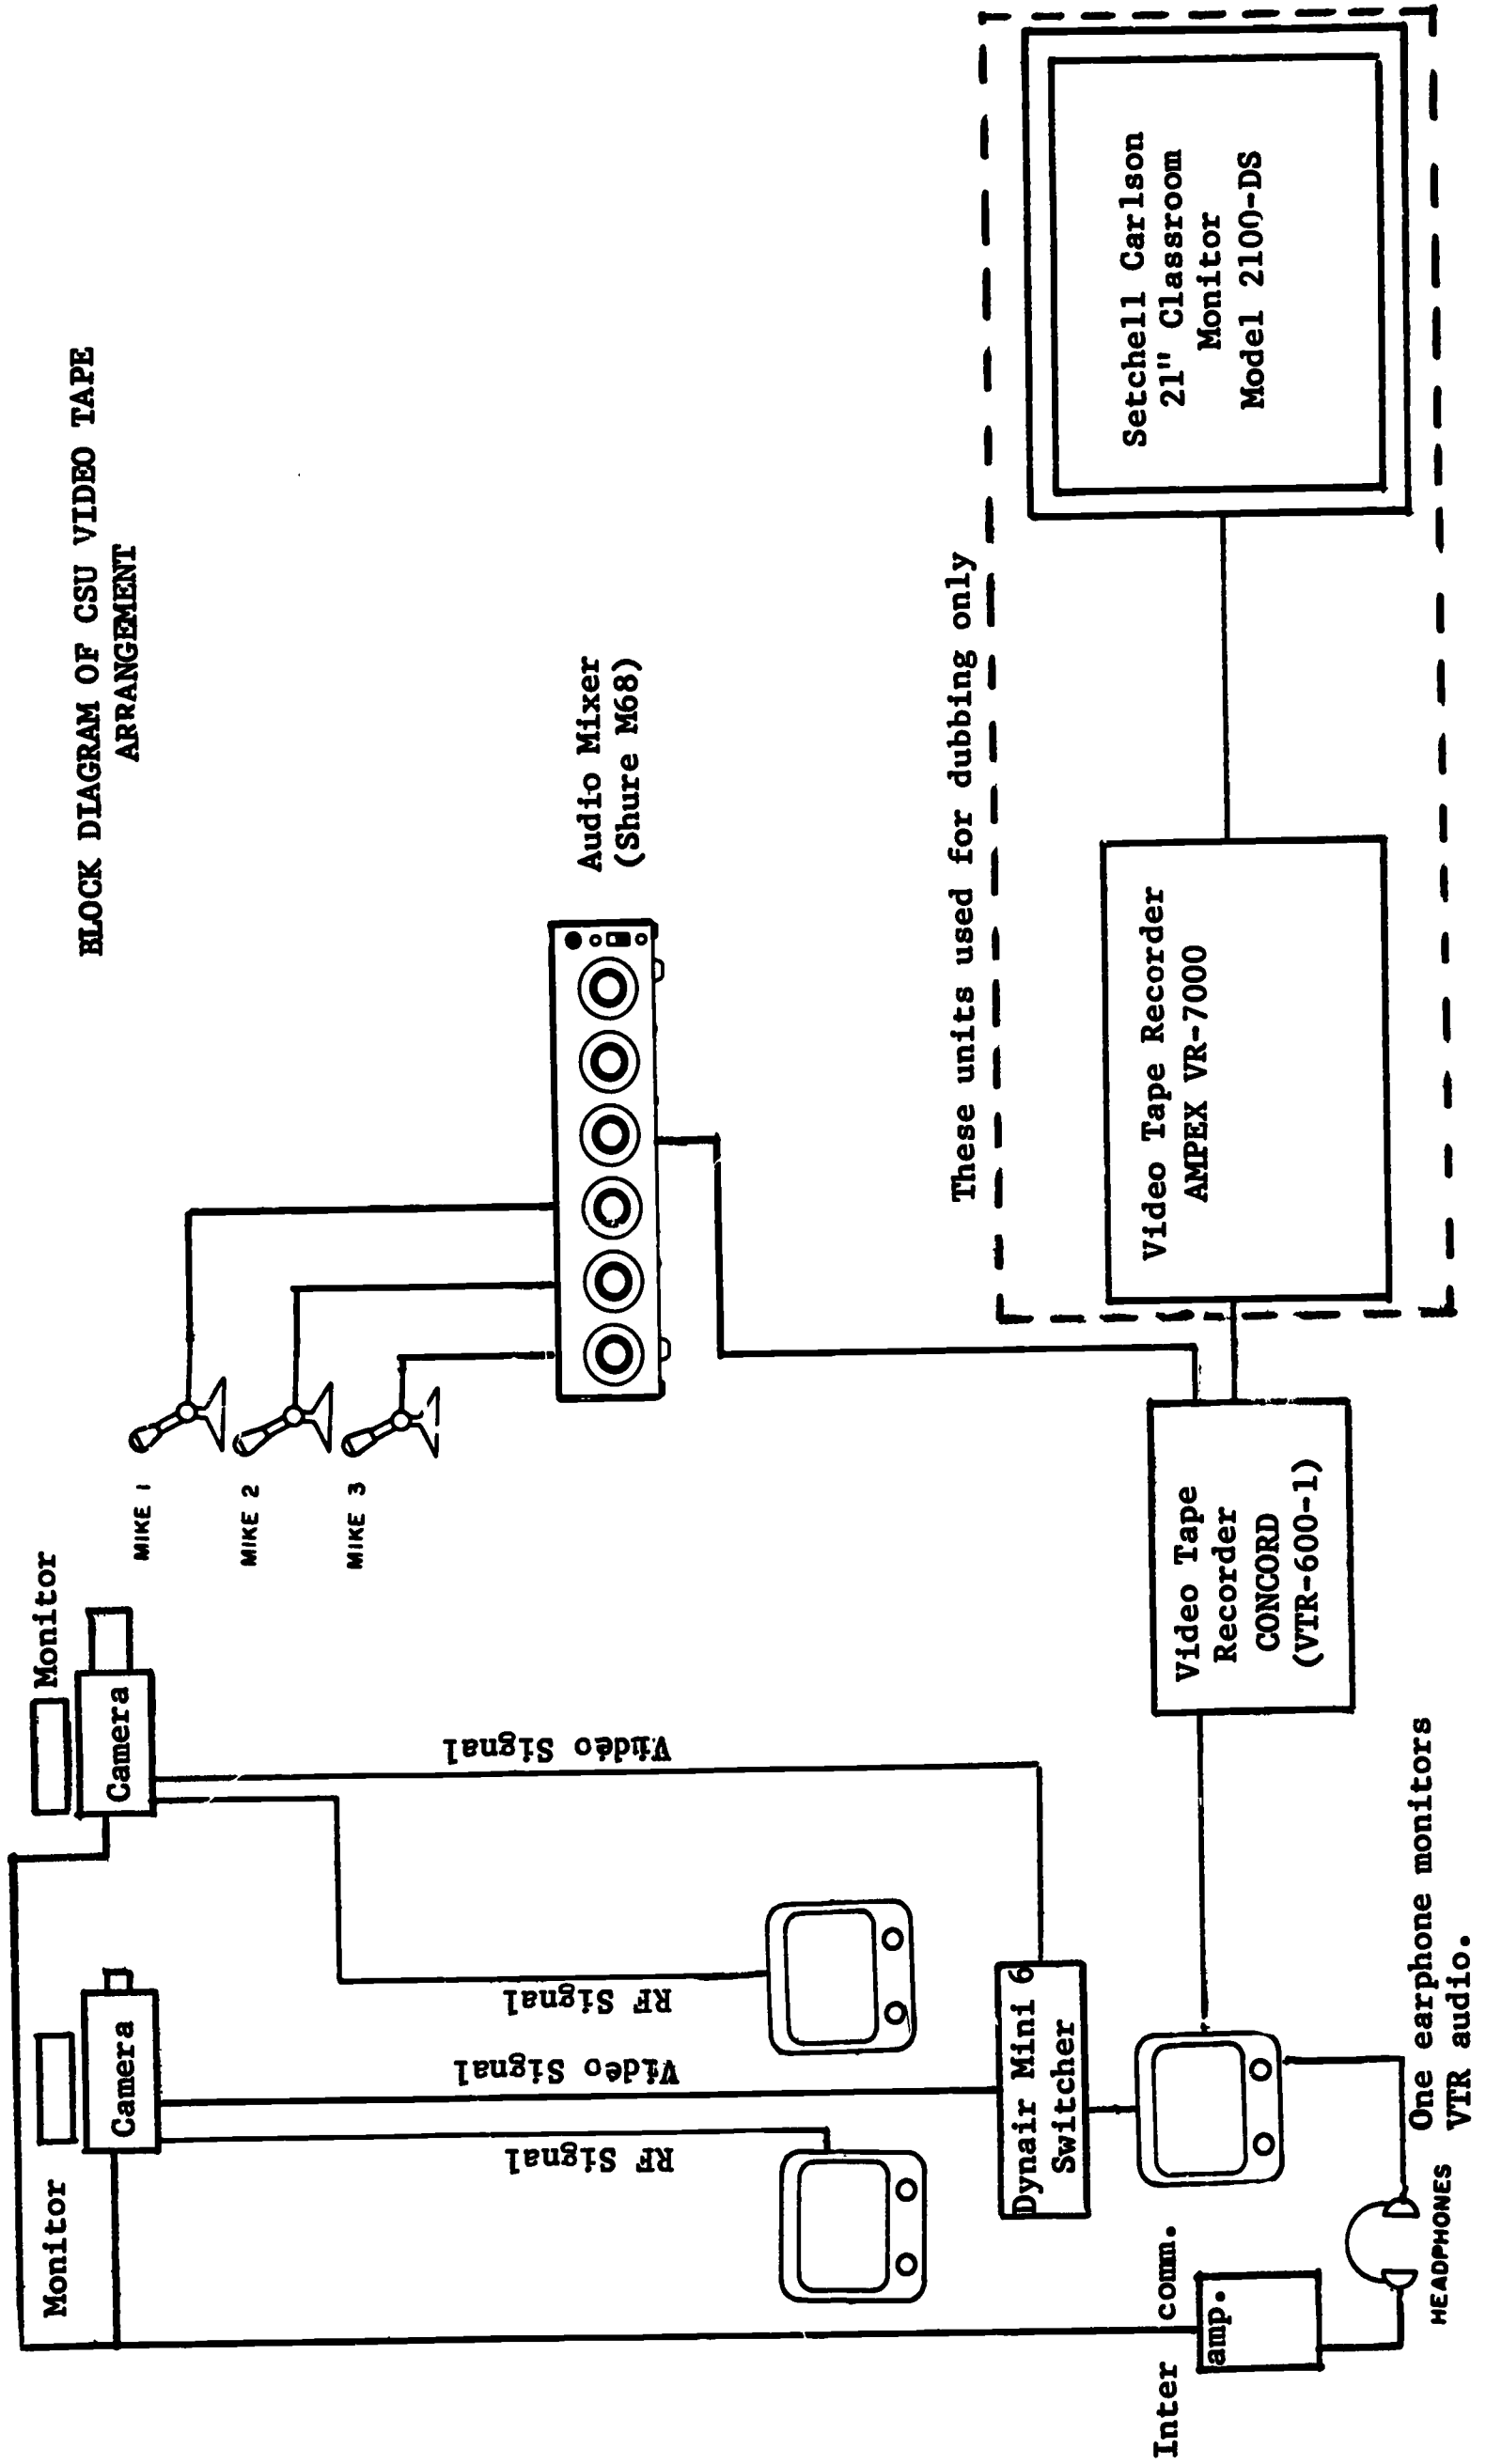 BLOCK DIAGRAM OF CSU VIDEO TAPE
ARRANGEMENT
Monitor
Camera
Monitor
Camera
MIKE 1
MIKE 2
MIKE 3
Audio Mixer
(Shure M68)
RF Signal
Video Signal
RF Signal
Video Signal
These units used for dubbing only
Dynair Mini 6
Switcher
Inter comm.
amp.
HEADPHONES
One earphone monitors
VTR audio.
Video Tape
Recorder
CONCORD
(VTR-600-1)
Video Tape Recorder
AMPEX VR-7000
Setchell Carlson
21" Classroom
Monitor
Model 2100-DS